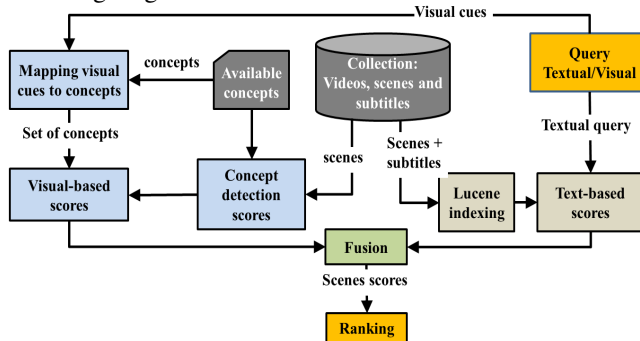 Visual cues
Mapping visual
cues to concepts
concepts
Available
concepts
Collection:
Videos, scenes and
subtitles
Query
Textual/Visual
Set of concepts
scenes
Scenes +
subtitles
Textual query
Visual-based
scores
Concept
detection
scores
Lucene
indexing
Text-based
scores
Fusion
Scenes scores
Ranking